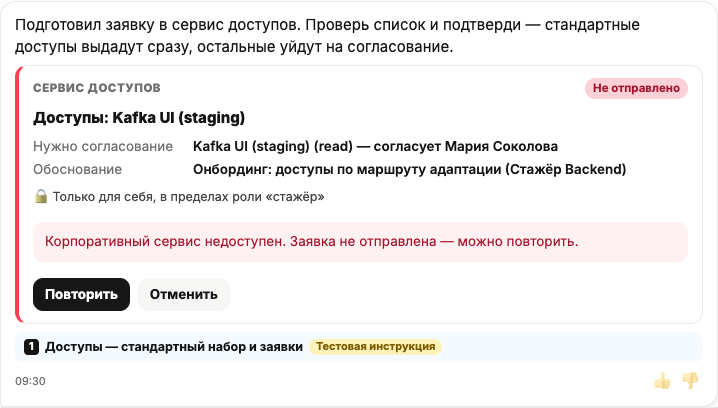 Подготовил заявку в сервис доступов. Проверь список и подтверди — стандартные
доступы выдадут сразу, остальные уйдут на согласование.
СЕРВИС ДОСТУПОВ
Не отправлено
Доступы: Kafka UI (staging)
Нужно согласование Kafka UI (staging) (read) — согласует Мария Соколова
Обоснование Онбординг: доступы по маршруту адаптации (Стажёр Backend)
Только для себя, в пределах роли «стажёр»
Корпоративный сервис недоступен. Заявка не отправлена — можно повторить.
Повторить Отменить
1 Доступы — стандартный набор и заявки Тестовая инструкция
09:30